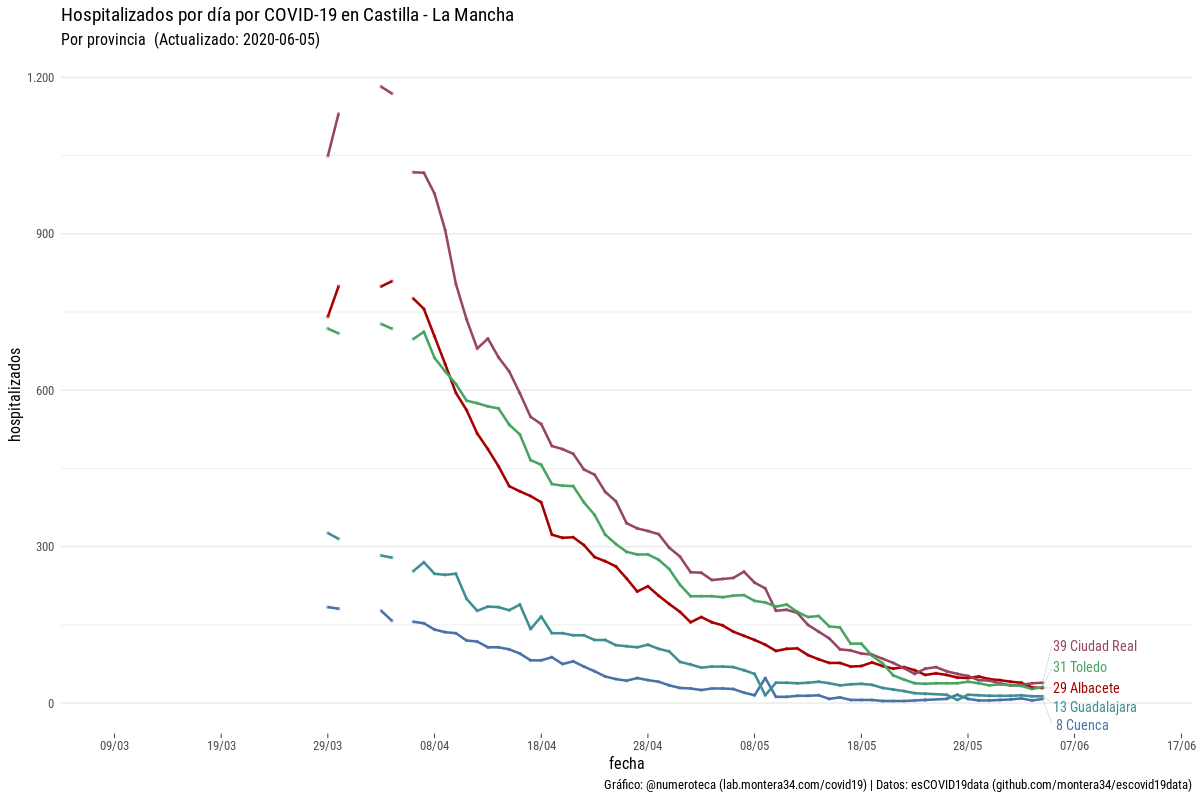 Hospitalizados por día por COVID-19 en Castilla - La Mancha
Por provincia (Actualizado: 2020-06-05)
hospitalizados
1.200
900
600
300
0
39 Ciudad Real
31 Toledo
29 Albacete
13 Guadalajara
8 Cuenca
09/03 19/03 29/03 08/04 18/04 28/04 08/05 18/05 28/05 07/06 17/06
fecha
Gráfico: @numeroteca (lab.montera34.com/covid19) | Datos: esCOVID19data (github.com/montera34/escovid19data)